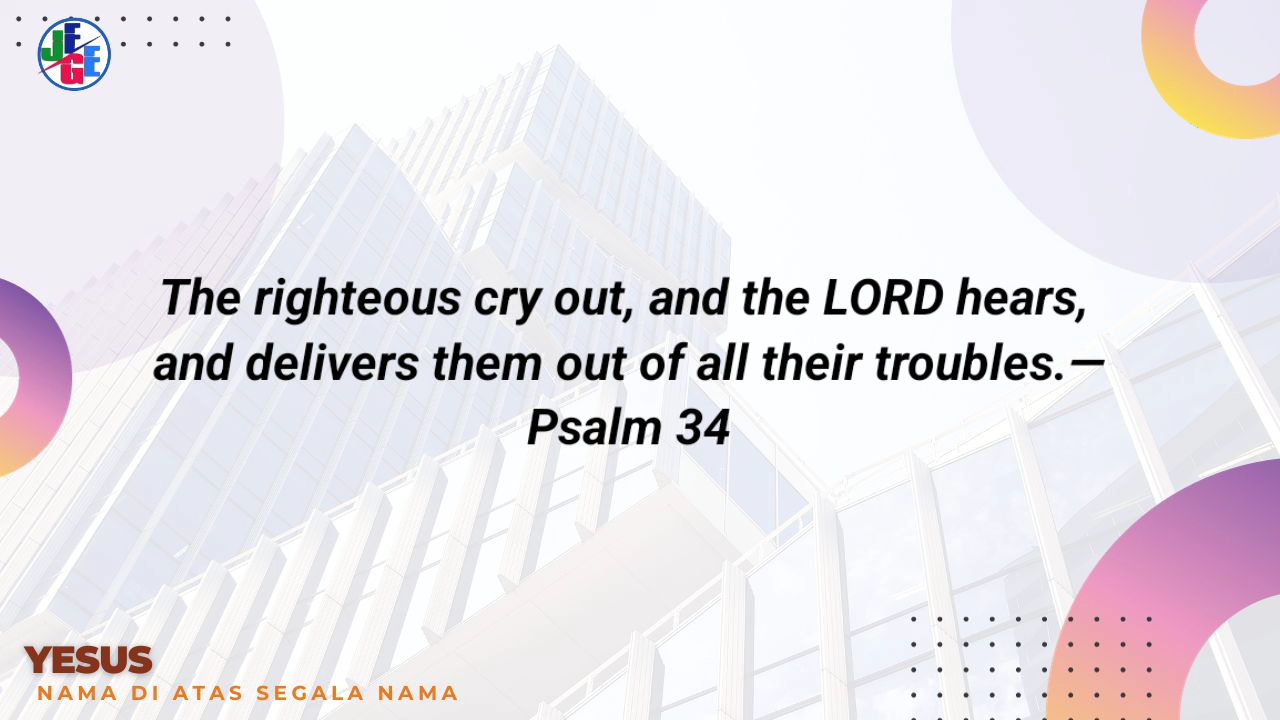 JEGE
The righteous cry out, and the LORD hears,
and delivers them out of all their troubles.—
Psalm 34
YESUS
NAMA DI ATAS SEGALA NAMA